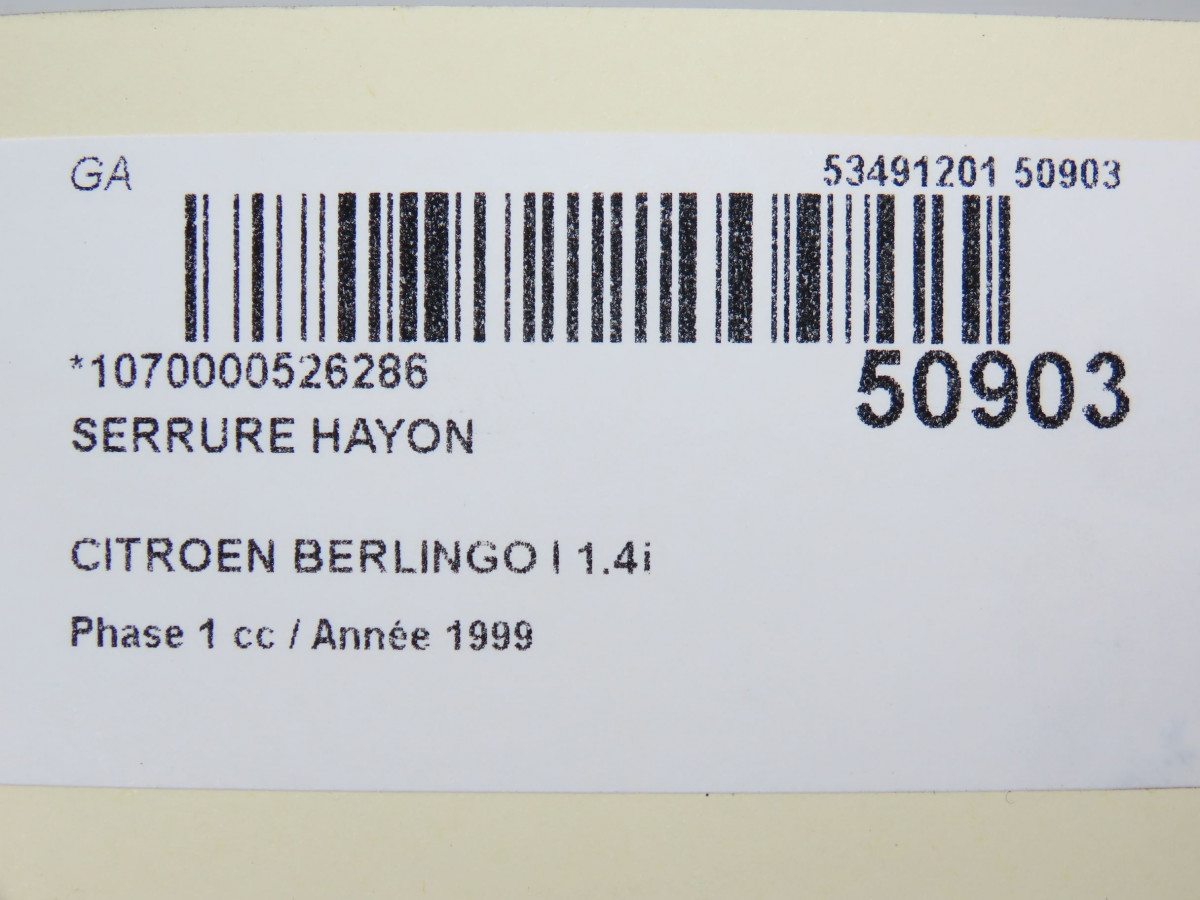 GA
53491201 50903
*1070000526286
50903
SERRURE HAYON
CITROEN BERLINGO I 1.4i
Phase 1 cc / Année 1999